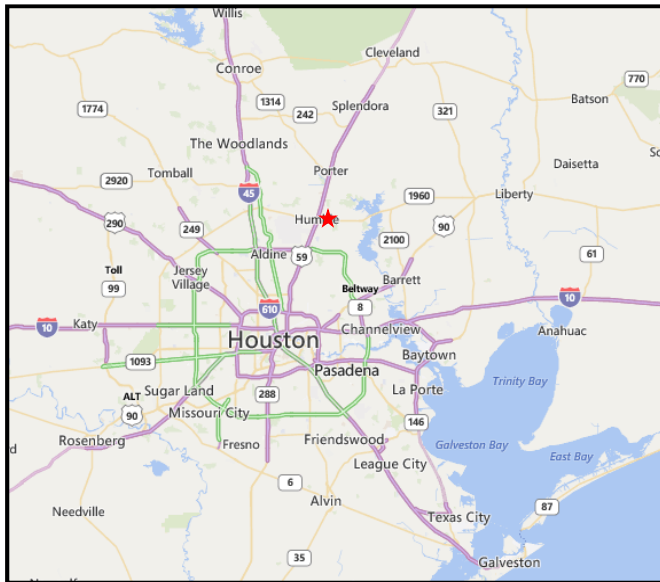 Willis
Cleveland
Conroe
770
Batson
1314
1774
Splendora
321
242
The Woodlands
Daisetta
Porter
Tomball
2920
45
1960
Liberty
Humble
290
249
90
2100
Aldine
59
61
Toll
Jersey
Village
Barrett
99
Beltway
10
610
8
10
Katy
Channelview
Anahuac
Houston
Baytown
1093
Pasadena
Trinity Bay
ALT
Sugar Land
288
La Porte
90
Missouri City
146
Rosenberg
Fresno
Friendswood
Galveston Bay
East Bay
League City
6
Alvin
87
Needville
Texas City
35
Galveston